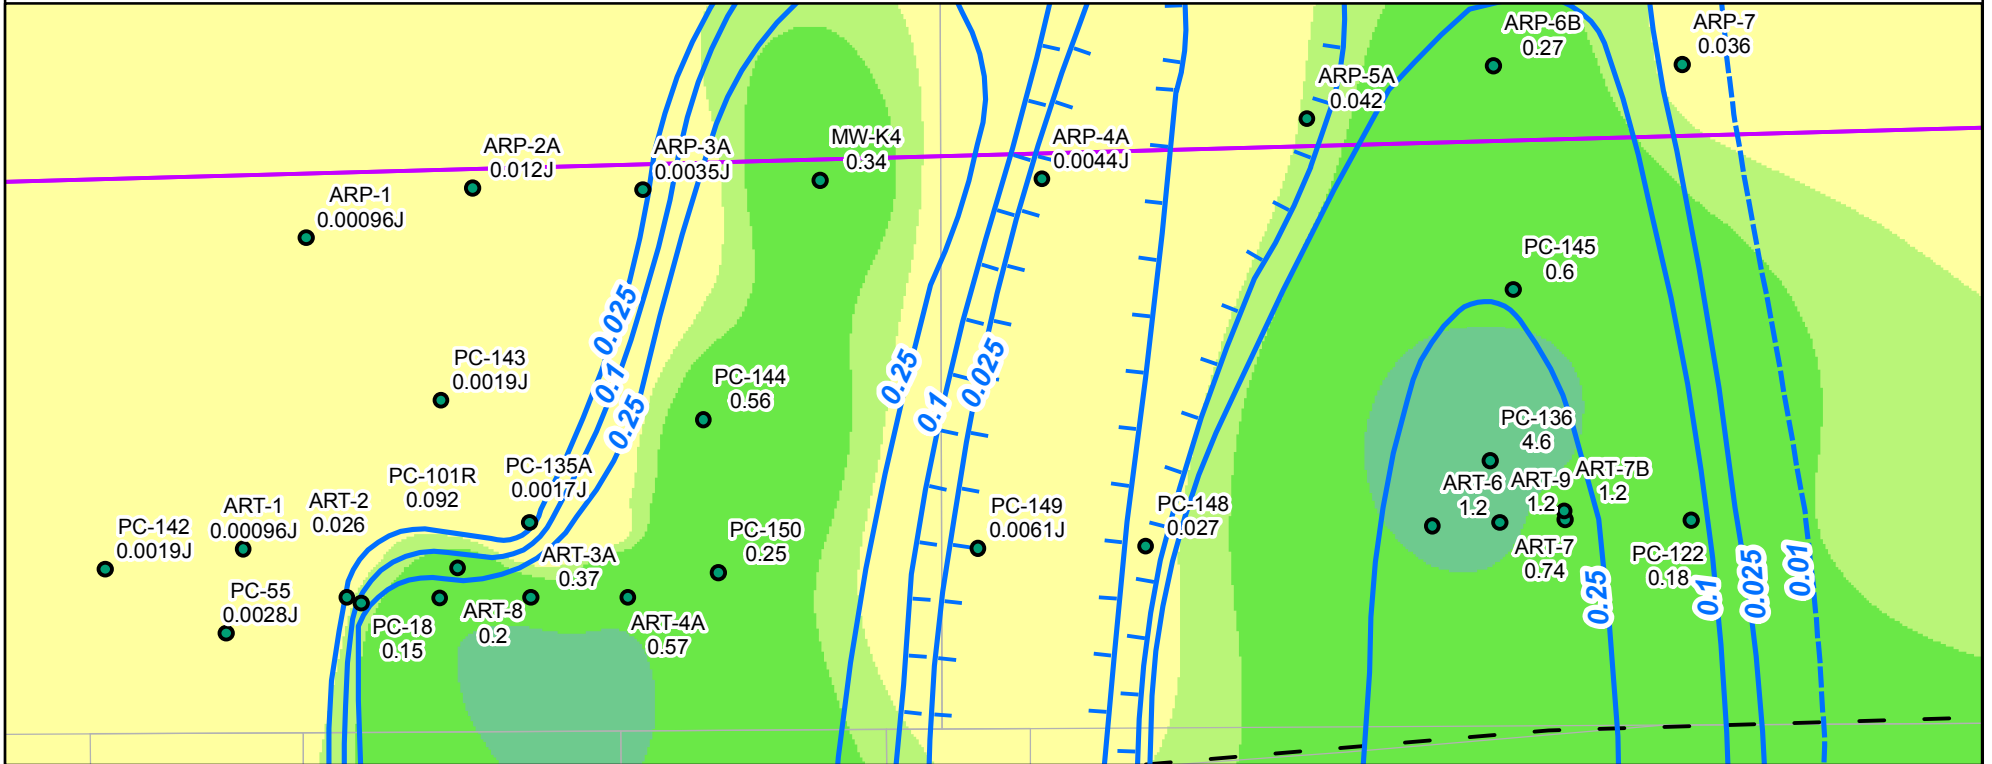 ARP-6B
0.27
ARP-7
0.036
ARP-5A
0.042
ARP-2A
0.012J
ARP-3A
0.0035J
MW-K4
0.34
ARP-4A
0.0044J
ARP-1
0.00096J
PC-145
0.6
0.025
0.1
0.25
0.25
0.1
0.025
PC-143
0.0019J
PC-144
0.56
PC-136
4.6
PC-101R
0.092
PC-135A
0.0017J
ART-6
1.2
ART-9
1.2
ART-7B
1.2
ART-1
0.00096J
ART-2
0.026
PC-142
0.0019J
PC-149
0.0061J
PC-148
0.027
PC-150
0.25
ART-3A
0.37
ART-7
0.74
PC-122
0.18
PC-55
0.0028J
PC-18
0.15
ART-8
0.2
ART-4A
0.57
0.25
0.1
0.025
0.01